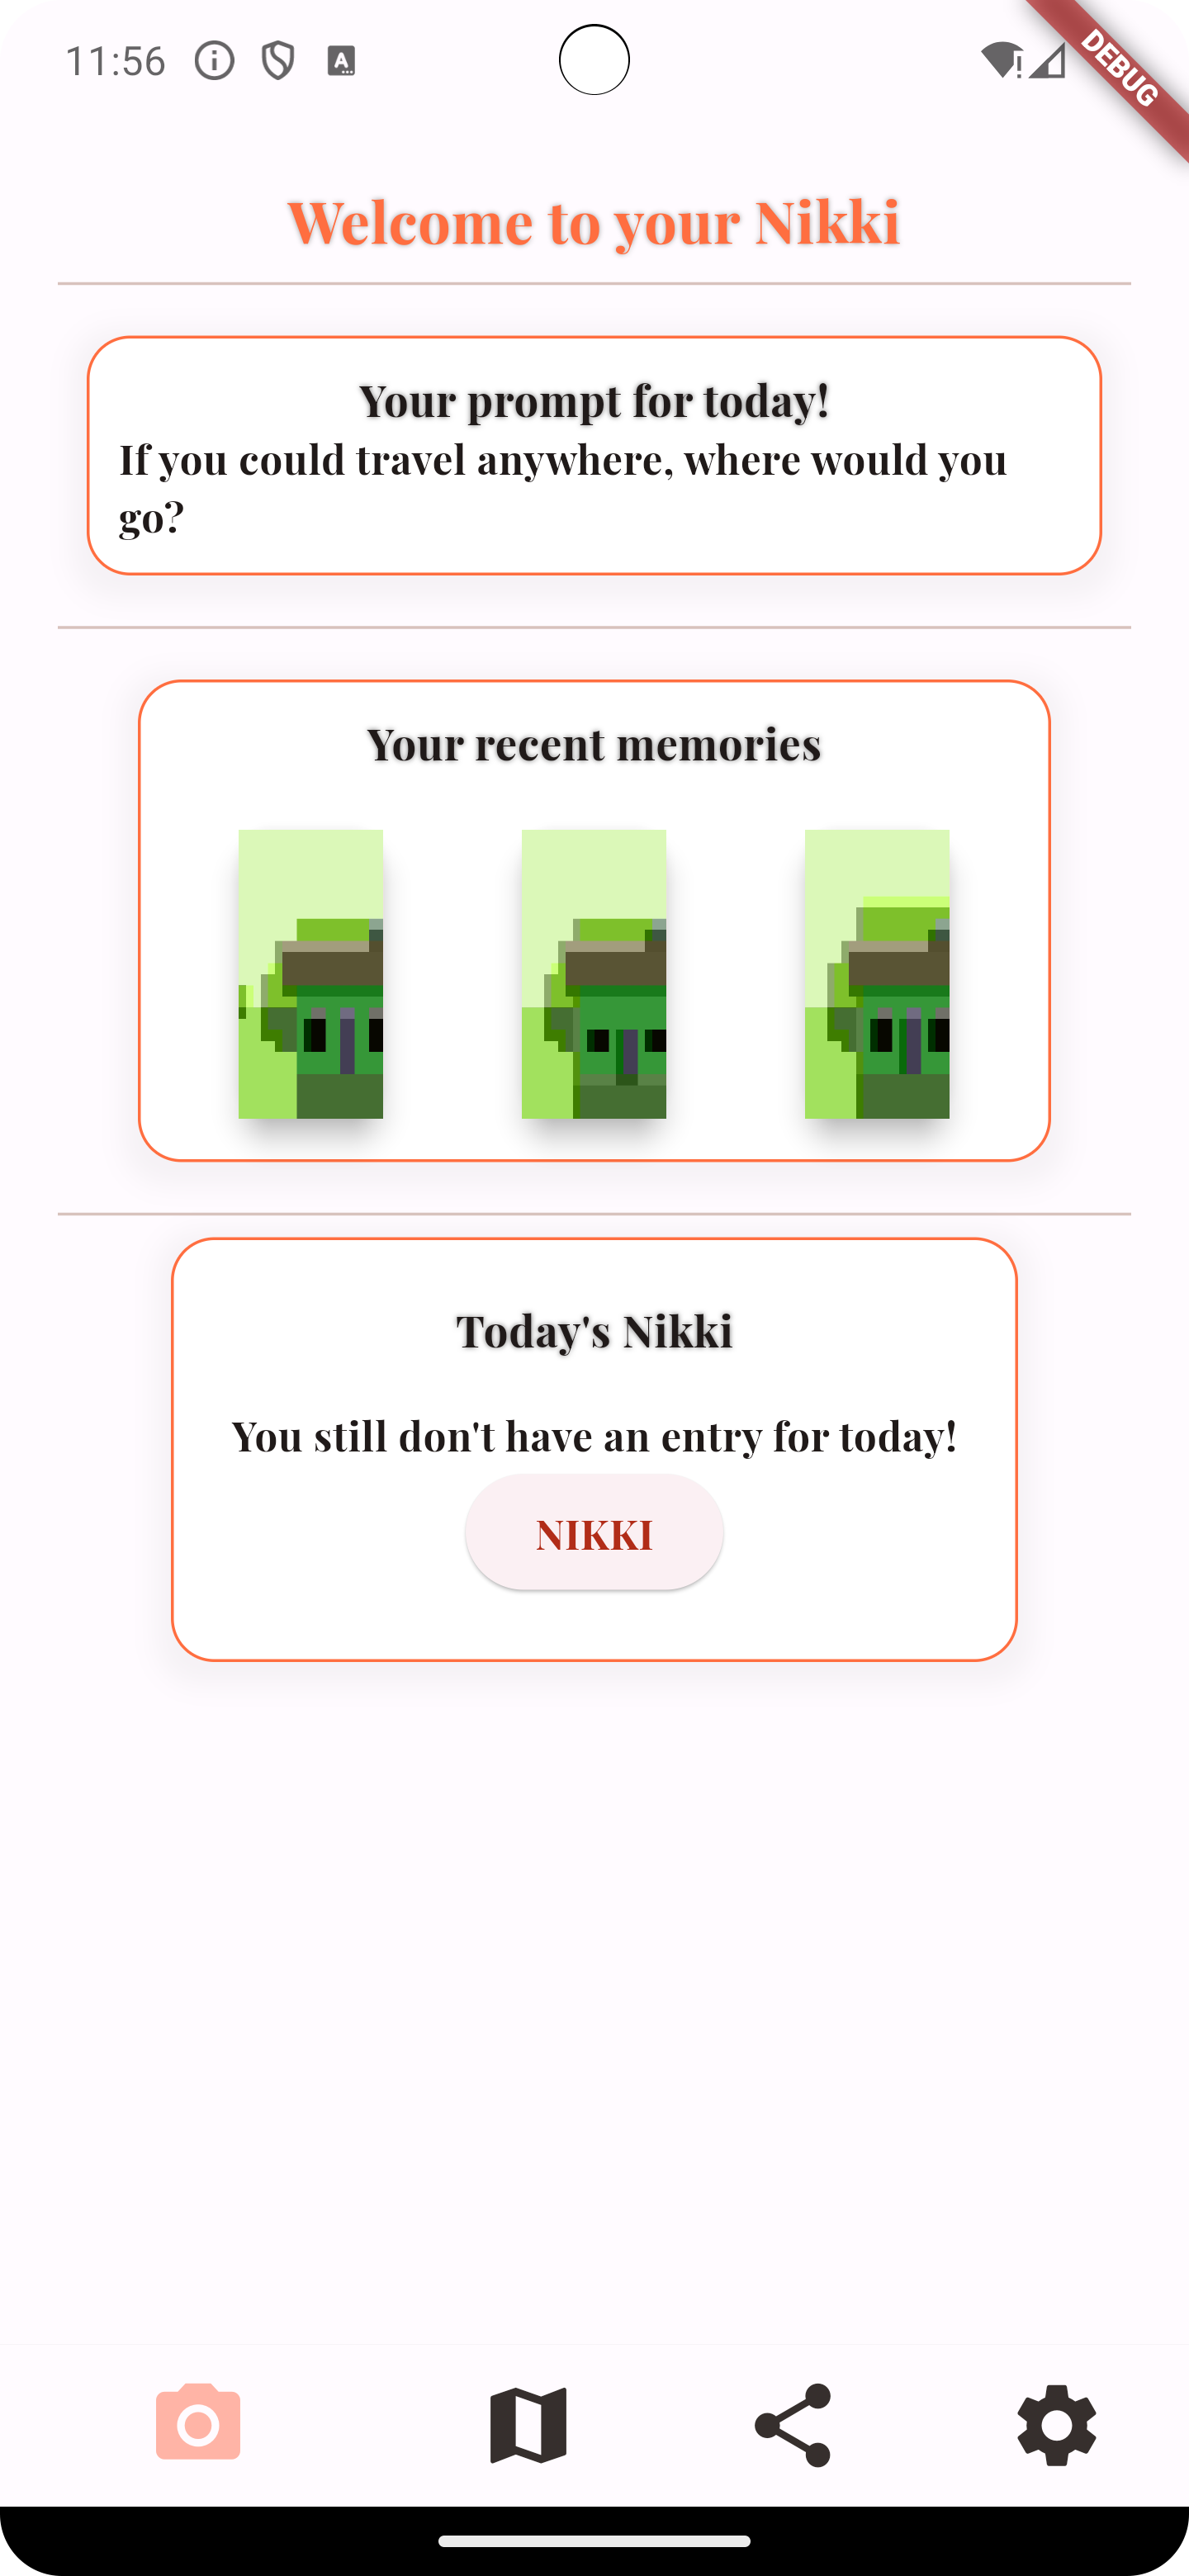 11:56
DEBUG
Welcome to your Nikki
Your prompt for today!
If you could travel anywhere, where would you
go?
Your recent memories
Today's Nikki
You still don't have an entry for today!
NIKKI